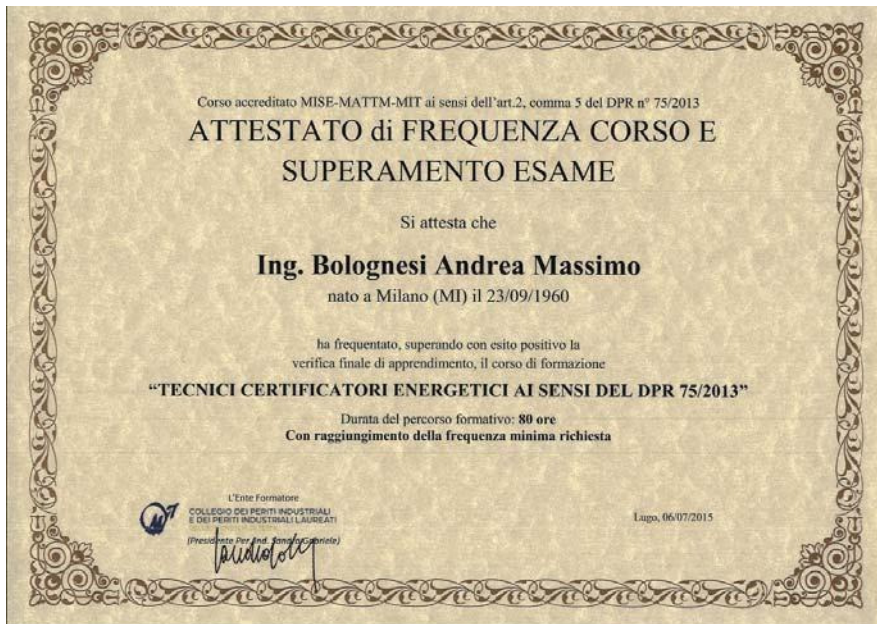 Corso accreditato MISE-MATTM-MIT ai sensi dell'art.2, comma 5 del DPR n° 75/2013
ATTESTATO di FREQUENZA CORSO E
SUPERAMENTO ESAME
Si attesta che
Ing. Bolognesi Andrea Massimo
nato a Milano (MI) il 23/09/1960
ha frequentato, superando con esito positivo la
verifica finale di apprendimento, il corso di formazione
“TECNICI CERTIFICATORI ENERGETICI AI SENSI DEL DPR 75/2013”
Durata del percorso formativo: 80 ore
Con raggiungimento della frequenza minima richiesta
L'Ente Formatore
COLLEGIO DEI PERITI INDUSTRIALI
E DEI PERITI INDUSTRIALI LAUREATI
(Presidente Per. Ind. Gabriele)
Lugo, 06/07/2015